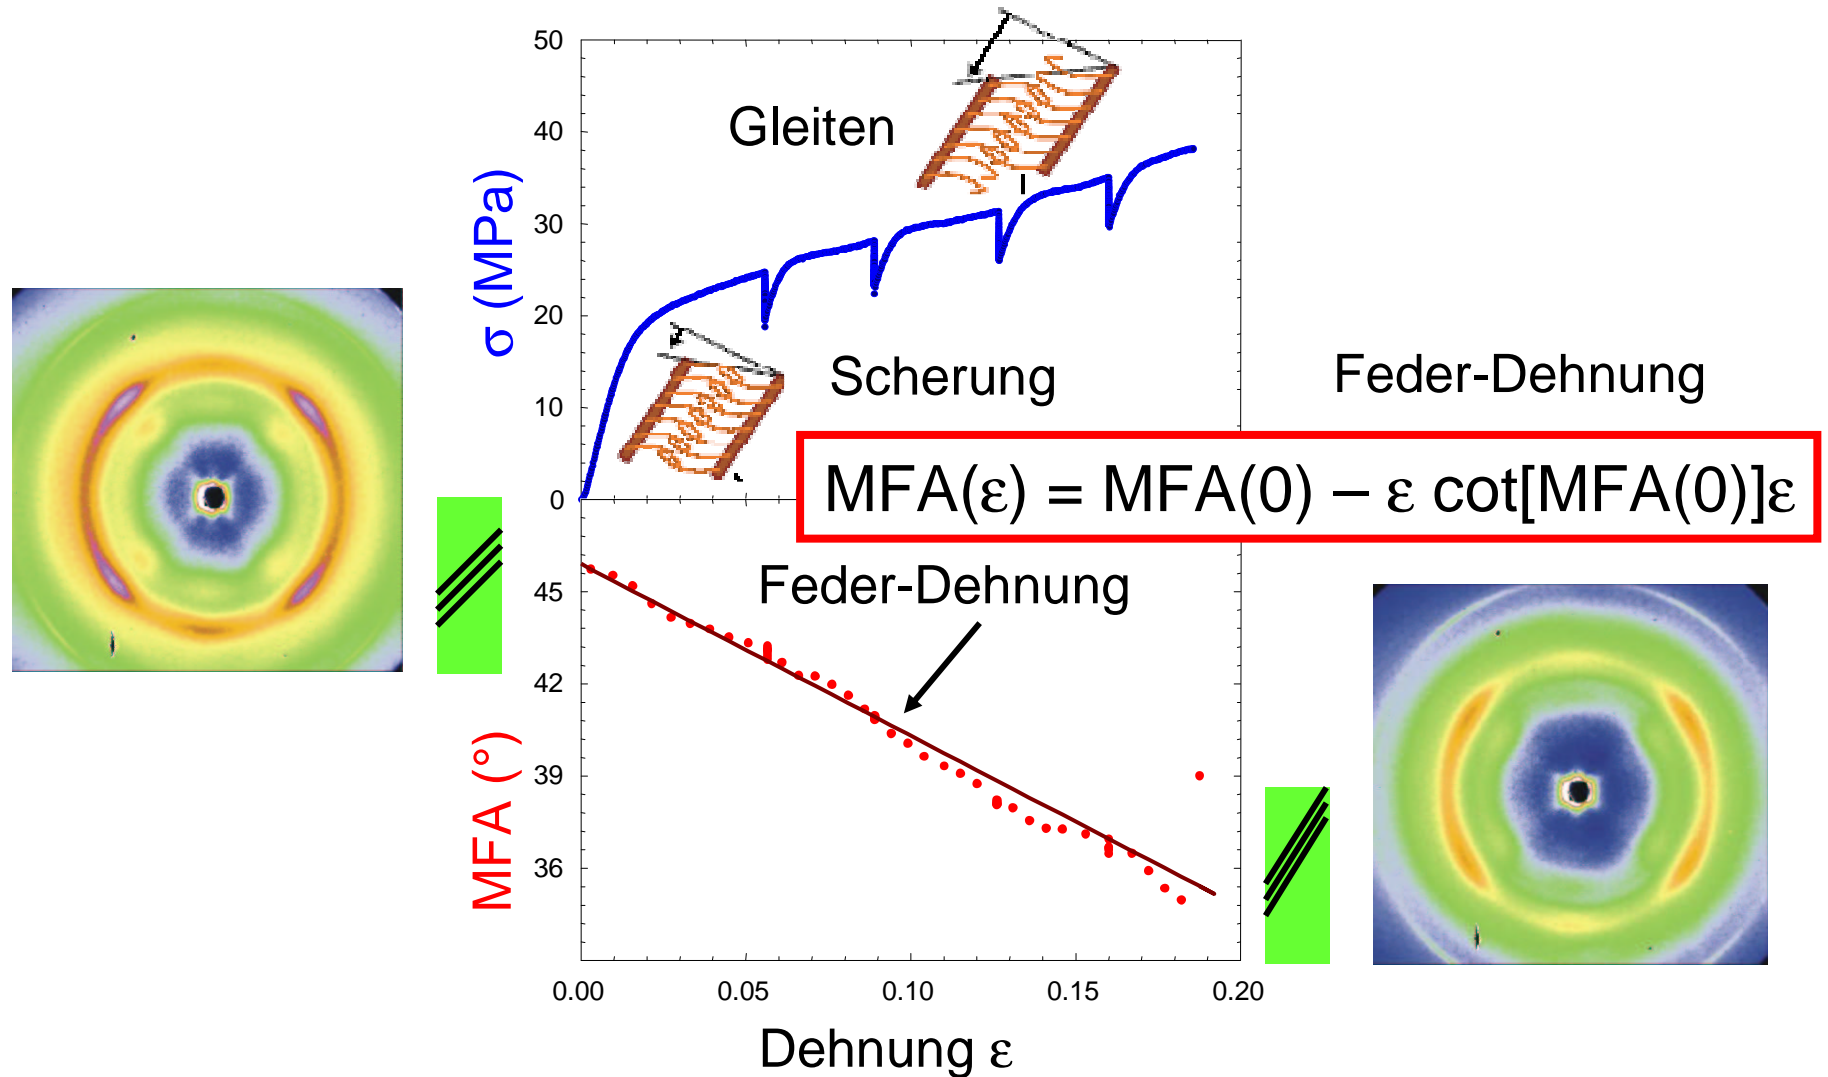 50
40
30
20
10
0
σ (MPa)
Gleiten
Scherung
Feder-Dehnung
MFA(ε) = MFA(0) – ε cot[MFA(0)]ε
Feder-Dehnung
45
42
39
36
MFA (°)
0.00 0.05 0.10 0.15 0.20
Dehnung ε